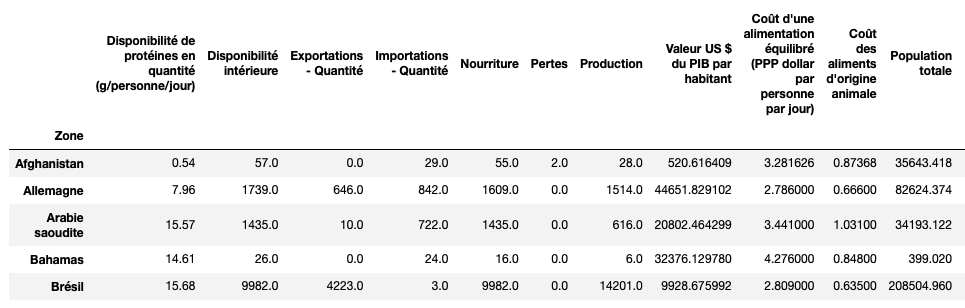 Disponibilité de protéines en quantité (g/personne/jour) Disponibilité intérieure Exportations - Quantité Importations - Quantité Nourriture Pertes Production Valeur US $ du PIB par habitant Coût d'une alimentation équilibré (PPP dollar par personne par jour) Coût des aliments d'origine animale Population totale
Zone
Afghanistan 0.54 57.0 0.0 29.0 55.0 2.0 28.0 520.616409 3.281626 0.87368 35643.418
Allemagne 7.96 1739.0 646.0 842.0 1609.0 0.0 1514.0 44651.829102 2.786000 0.66600 82624.374
Arabie saoudite 15.57 1435.0 10.0 722.0 1435.0 0.0 616.0 20802.464299 3.441000 1.03100 34193.122
Bahamas 14.61 26.0 0.0 24.0 16.0 0.0 6.0 32376.129780 4.276000 0.84800 399.020
Brésil 15.68 9982.0 4223.0 3.0 9982.0 0.0 14201.0 9928.675992 2.809000 0.63500 208504.960